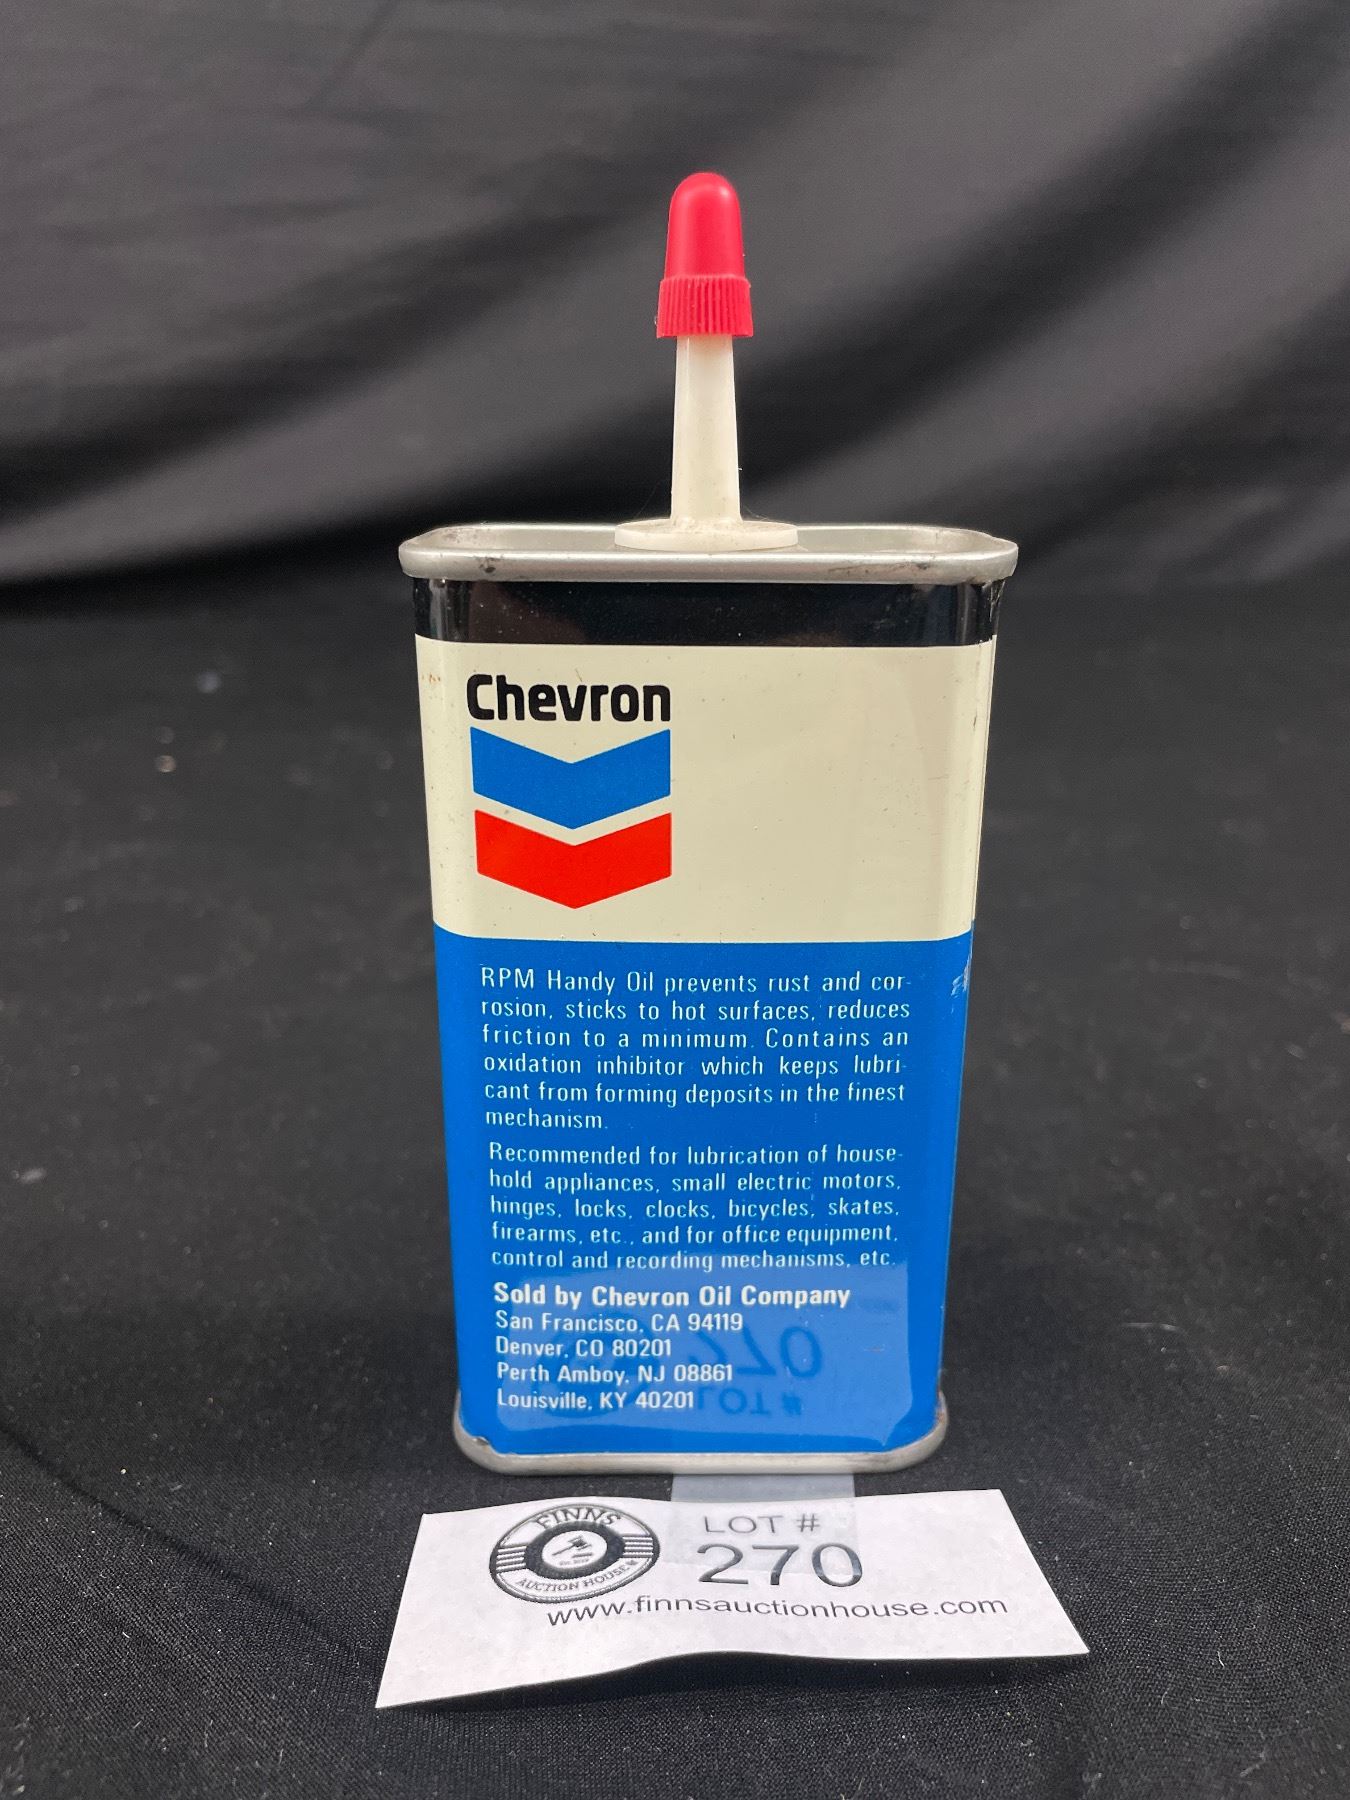 Chevron
RPM Handy Oil prevents rust and cor-
rosion, sticks to hot surfaces, reduces
friction to a minimum. Contains an
oxidation inhibitor which keeps lubri-
cant from forming deposits in the finest
mechanism.
Recommended for lubrication of house-
hold appliances, small electric motors,
hinges, locks, clocks, bicycles, skates,
firearms, etc., and for office equipment,
control and recording mechanisms, etc.
Sold by Chevron Oil Company
San Francisco, CA 94119
Denver, CO 80201
Perth Amboy, NJ 08861
Louisville, KY 40201
FINNS
AUCTION HOUSE
LOT #
270
www.finnsauctionhouse.com